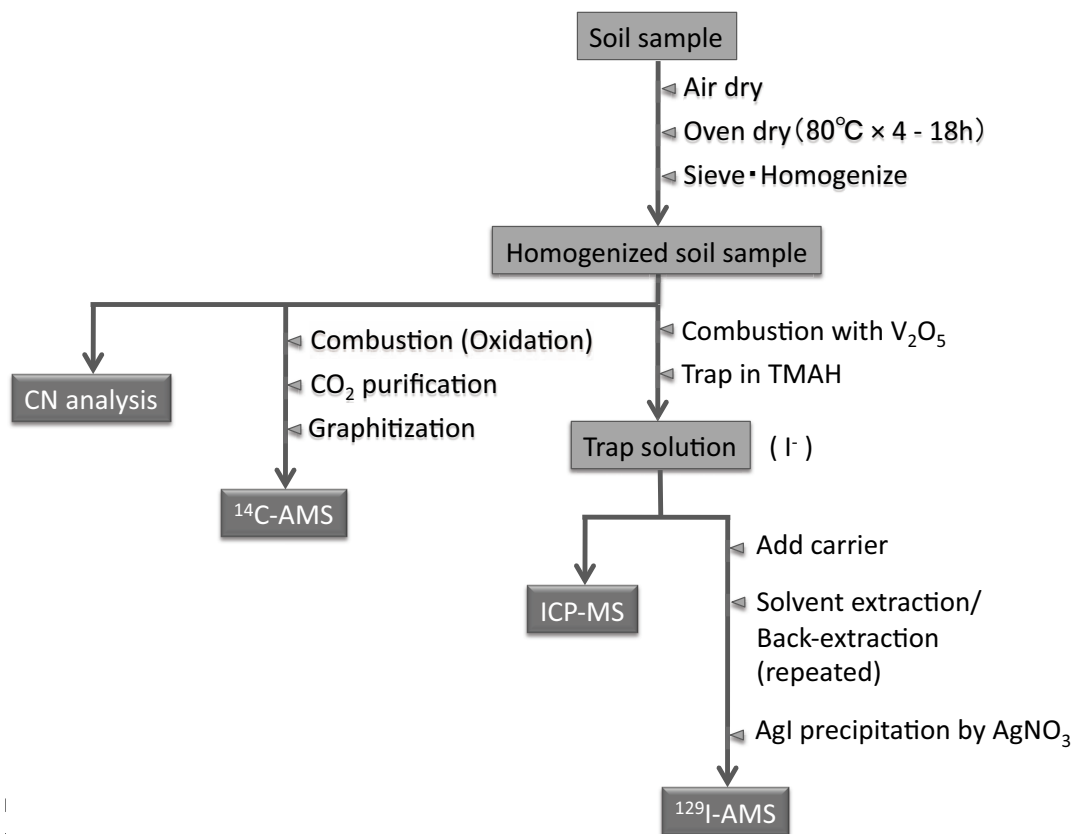 Soil sample
Air dry
Oven dry（80℃ × 4 - 18h）
Sieve・Homogenize
Homogenized soil sample
Combustion (Oxidation)
CO₂ purification
Graphitization
Combustion with V₂O₅
Trap in TMAH
CN analysis
Trap solution
( I⁻ )
¹⁴C-AMS
Add carrier
ICP-MS
Solvent extraction/
Back-extraction
(repeated)
AgI precipitation by AgNO₃
¹²⁹I-AMS